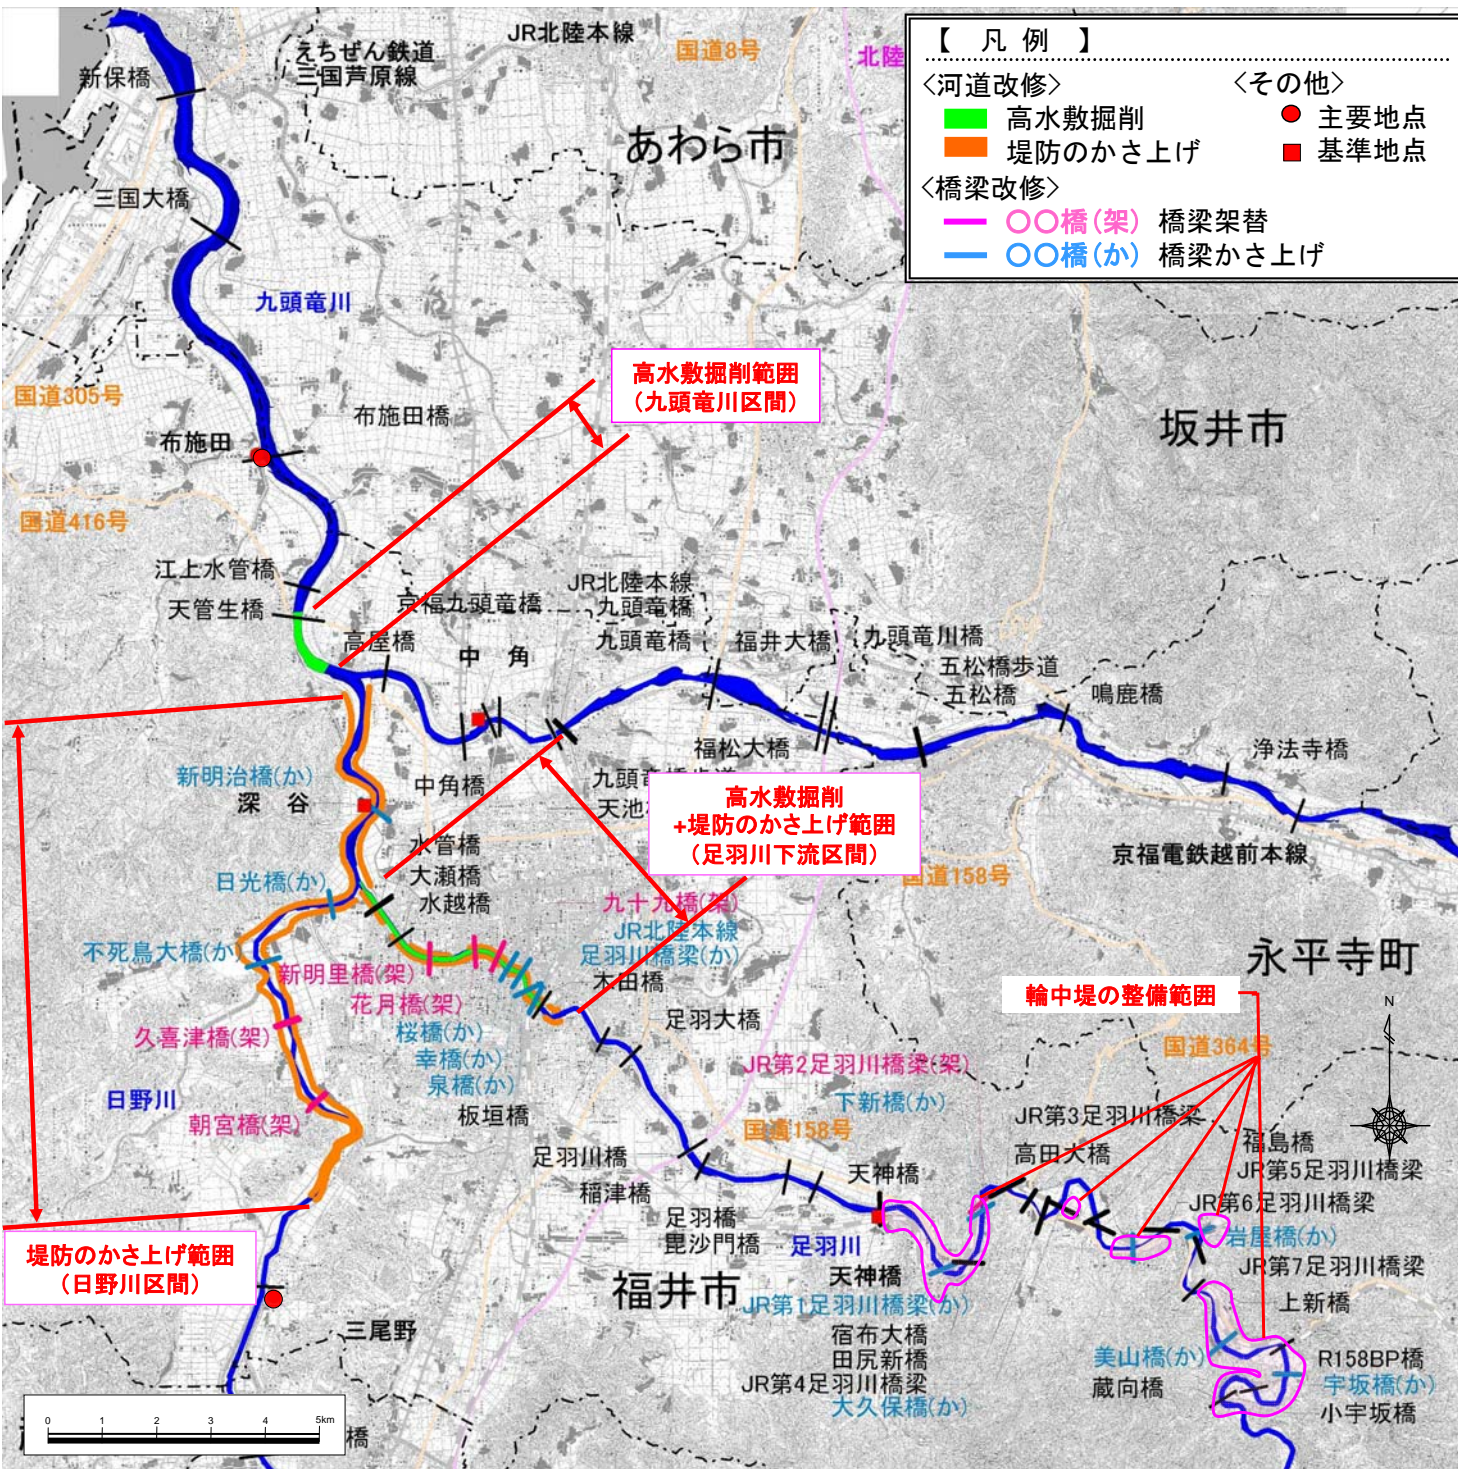 【 凡 例 】
<河道改修>
高水敷掘削
堤防のかさ上げ
<橋梁改修>
〇〇橋(架) 橋梁架替
〇〇橋(か) 橋梁かさ上げ
<その他>
主要地点
基準地点
新保橋
えちぜん鉄道
三国芦原線
JR北陸本線
国道8号
北陸
あわら市
三国大橋
九頭竜川
国道305号
布施田橋
布施田
国道416号
高水敷掘削範囲
(九頭竜川区間)
坂井市
江上水管橋
天管生橋
高屋橋
京福九頭竜橋
中 角
JR北陸本線
九頭竜橋
九頭竜橋
福井大橋
九頭竜川橋
五松橋歩道
五松橋
鳴鹿橋
浄法寺橋
福松大橋
新明治橋(か)
深 谷
中角橋
九頭
天池
高水敷掘削
+堤防のかさ上げ範囲
(足羽川下流区間)
京福電鉄越前本線
国道158号
水管橋
大瀬橋
水越橋
日光橋(か)
九十九橋(架)
JR北陸本線
足羽川橋梁(か)
木田橋
足羽大橋
不死鳥大橋(か
新明里橋(架)
花月橋(架)
桜橋(か)
幸橋(か)
泉橋(か)
板垣橋
久喜津橋(架)
日野川
朝宮橋(架)
永平寺町
輪中堤の整備範囲
国道364号
N
JR第2足羽川橋梁(架)
下新橋(か)
国道158号
足羽川橋
稲津橋
足羽橋
毘沙門橋
足羽川
天神橋
JR第3足羽川橋梁
高田大橋
福島橋
JR第5足羽川橋梁
JR第6足羽川橋梁
岩屋橋(か)
JR第7足羽川橋梁
上新橋
堤防のかさ上げ範囲
(日野川区間)
福井市
天神橋
JR第1足羽川橋梁(か)
宿布大橋
田尻新橋
JR第4足羽川橋梁
大久保橋(か)
美山橋(か)
蔵向橋
R158BP橋
宇坂橋(か)
小宇坂橋
三尾野
橋
0 1 2 3 4 5km